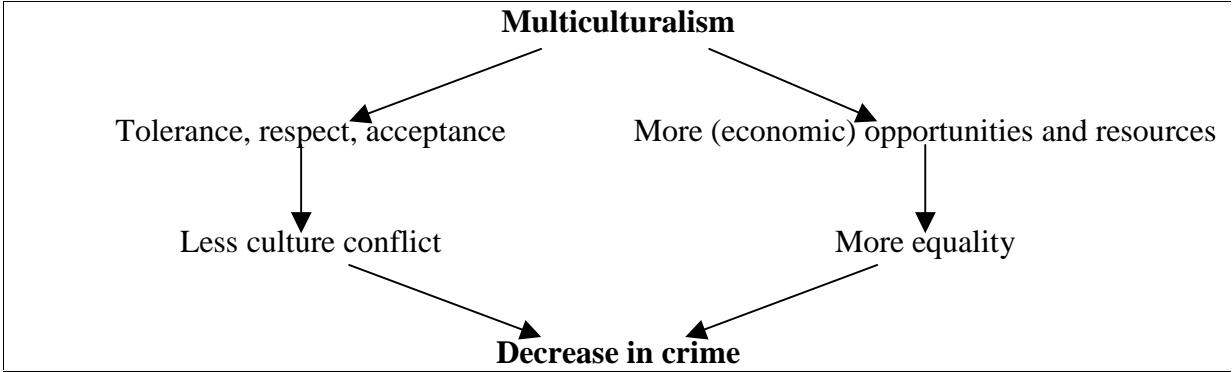 Multiculturalism
Tolerance, respect, acceptance
More (economic) opportunities and resources
Less culture conflict
More equality
Decrease in crime